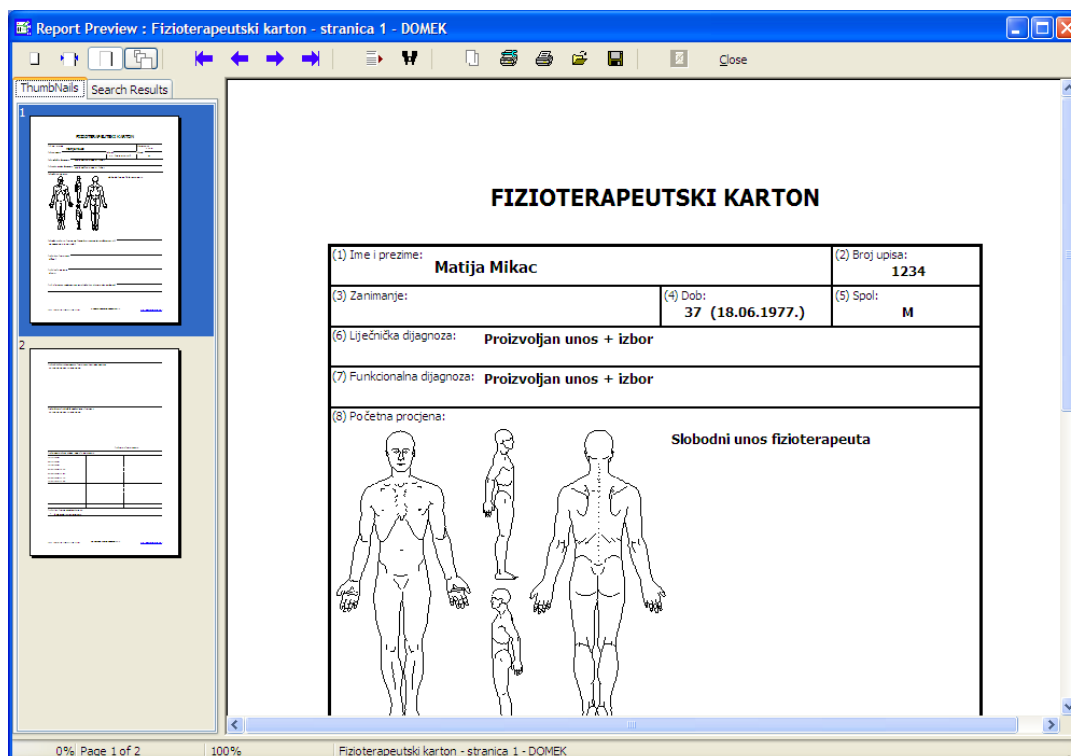 Report Preview : Fizioterapeutski karton - stranica 1 - DOMEK
Close
ThumbNails Search Results
1
FIZIOTERAPEUTSKI KARTON
2
FIZIOTERAPEUTSKI KARTON
(1) Ime i prezime: Matija Mikac (2) Broj upisa: 1234
(3) Zanimanje: (4) Dob: 37 (18.06.1977.) (5) Spol: M
(6) Liječnička dijagnoza: Proizvoljan unos + izbor
(7) Funkcionalna dijagnoza: Proizvoljan unos + izbor
(8) Početna procjena:
Slobodni unos fizioterapeuta
0% Page 1 of 2 100% Fizioterapeutski karton - stranica 1 - DOMEK